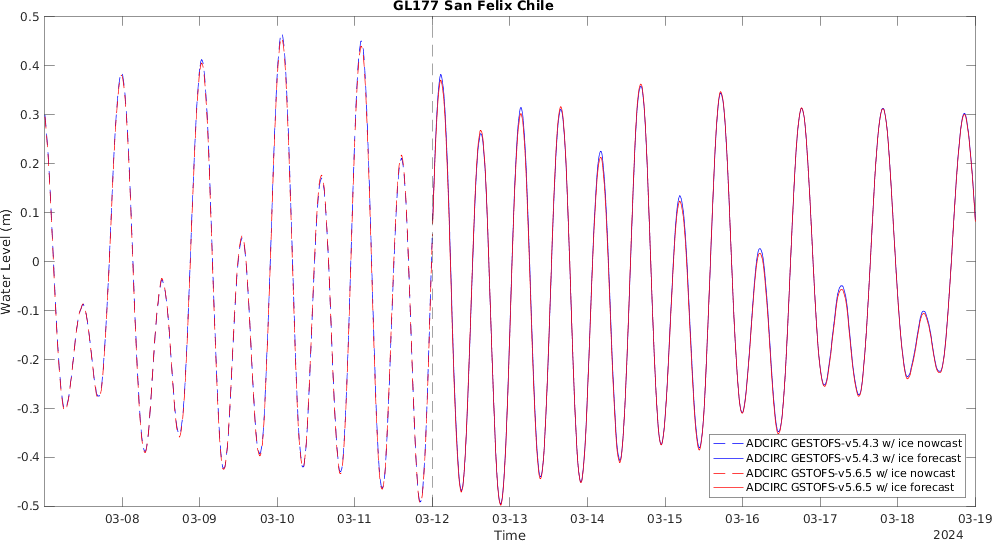 GL177 San Felix Chile
0.5
0.4
0.3
0.2
0.1
0
-0.1
-0.2
-0.3
-0.4
-0.5
Water Level (m)
ADCIRC GESTOFS-v5.4.3 w/ ice nowcast
ADCIRC GESTOFS-v5.4.3 w/ ice forecast
ADCIRC GSTOFS-v5.6.5 w/ ice nowcast
ADCIRC GSTOFS-v5.6.5 w/ ice forecast
03-08 03-09 03-10 03-11 03-12 03-13 03-14 03-15 03-16 03-17 03-18 03-19
Time
2024